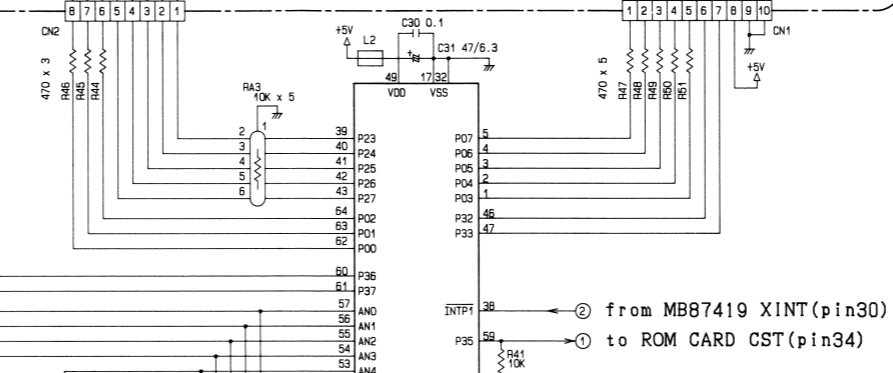 CN2 8 7 6 5 4 3 2 1
1 2 3 4 5 6 7 8 9 10 CN1
C30 0.1
+5V L2
+ C31 47/6.3
+5V
470 x 3 R46 R45 R44
470 x 5 R47 R48 R49 R50 R51
49 17 32
VDD VSS
RA3
10K x 5
1
2 39 P23
3 40 P24
4 41 P25
5 42 P26
6 43 P27
64 P02
63 P01
62 P00
60 P36
61 P37
57 AN0
56 AN1
55 AN2
54 AN3
53 AN4
P07 5
P06 4
P05 3
P04 2
P03 1
P32 46
P33 47
INTP1 38 2 from MB87419 XINT(pin30)
P35 59 1 to ROM CARD CST(pin34)
R41
10K